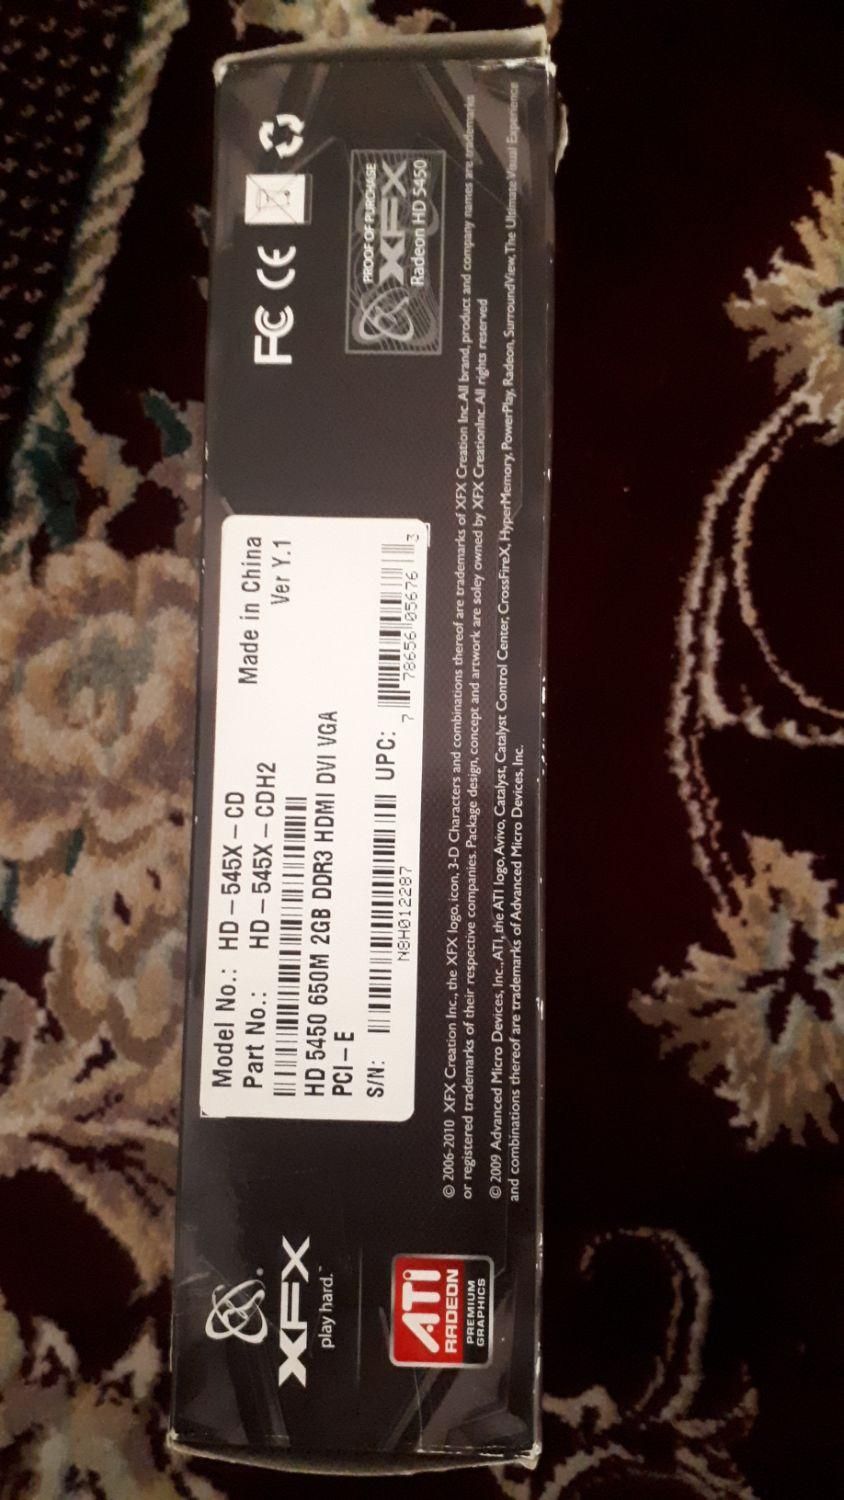 XFX
play hard.™
ATI
RADEON
PREMIUM
GRAPHICS
Model No.: HD-545X-CD
Made in China
Part No.: HD-545X-CDH2
Ver Y.1
HD 5450 650M 2GB DDR3 HDMI DVI VGA
PCI-E
S/N:
N8H012287
UPC:
7 78656 05676 3
FC CE
PROOF OF PURCHASE
XFX
Radeon HD 5450
© 2006-2010 XFX Creation Inc., the XFX logo, icon, 3-D Characters and combinations thereof are trademarks of XFX Creation Inc. All brand, product and company names are trademarks
or registered trademarks of their respective companies. Package design, concept and artwork are soley owned by XFX CreationInc. All rights reserved
© 2009 Advanced Micro Devices, Inc.. ATI, the ATI logo, Avivo, Catalyst, Catalyst Control Center, CrossFireX, HyperMemory, PowerPlay, Radeon, SurroundView, The Ultimate Visual Experience
and combinations thereof are trademarks of Advanced Micro Devices, Inc.